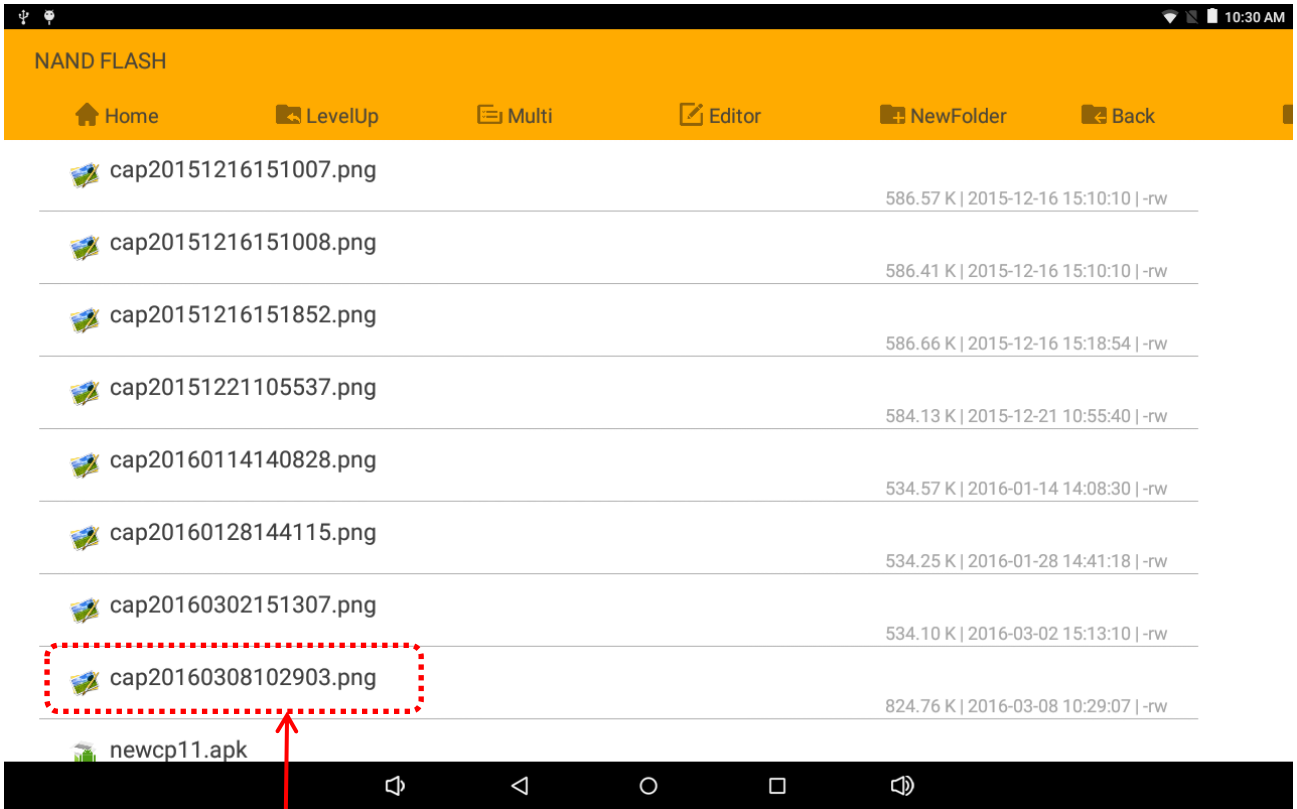 10:30 AM
NAND FLASH
Home LevelUp Multi Editor NewFolder Back
cap20151216151007.png
586.57 K | 2015-12-16 15:10:10 | -rw
cap20151216151008.png
586.41 K | 2015-12-16 15:10:10 | -rw
cap20151216151852.png
586.66 K | 2015-12-16 15:18:54 | -rw
cap20151221105537.png
584.13 K | 2015-12-21 10:55:40 | -rw
cap20160114140828.png
534.57 K | 2016-01-14 14:08:30 | -rw
cap20160128144115.png
534.25 K | 2016-01-28 14:41:18 | -rw
cap20160302151307.png
534.10 K | 2016-03-02 15:13:10 | -rw
cap20160308102903.png
824.76 K | 2016-03-08 10:29:07 | -rw
newcp11.apk